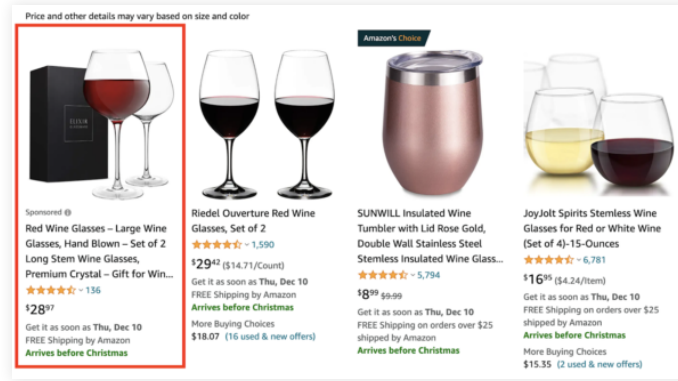 Price and other details may vary based on size and color
ELIXIR
Sponsored
Red Wine Glasses – Large Wine
Glasses, Hand Blown – Set of 2
Long Stem Wine Glasses,
Premium Crystal – Gift for Win...
136
$28.97
Get it as soon as Thu, Dec 10
FREE Shipping by Amazon
Arrives before Christmas
Riedel Ouverture Red Wine
Glasses, Set of 2
1,590
$29.42 ($14.71/Count)
Get it as soon as Thu, Dec 10
FREE Shipping by Amazon
Arrives before Christmas
More Buying Choices
$18.07 (16 used & new offers)
Amazon's Choice
SUNWILL Insulated Wine
Tumbler with Lid Rose Gold,
Double Wall Stainless Steel
Stemless Insulated Wine Glass...
5,794
$8.99 $9.99
Get it as soon as Thu, Dec 10
FREE Shipping on orders over $25
shipped by Amazon
Arrives before Christmas
JoyJolt Spirits Stemless Wine
Glasses for Red or White Wine
(Set of 4)-15-Ounces
6,781
$16.95 ($4.24/Item)
Get it as soon as Thu, Dec 10
FREE Shipping on orders over $25
shipped by Amazon
Arrives before Christmas
More Buying Choices
$15.35 (2 used & new offers)